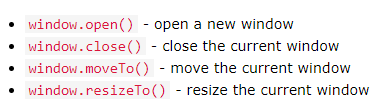 window.open() - open a new window
window.close() - close the current window
window.moveTo() - move the current window
window.resizeTo() - resize the current window